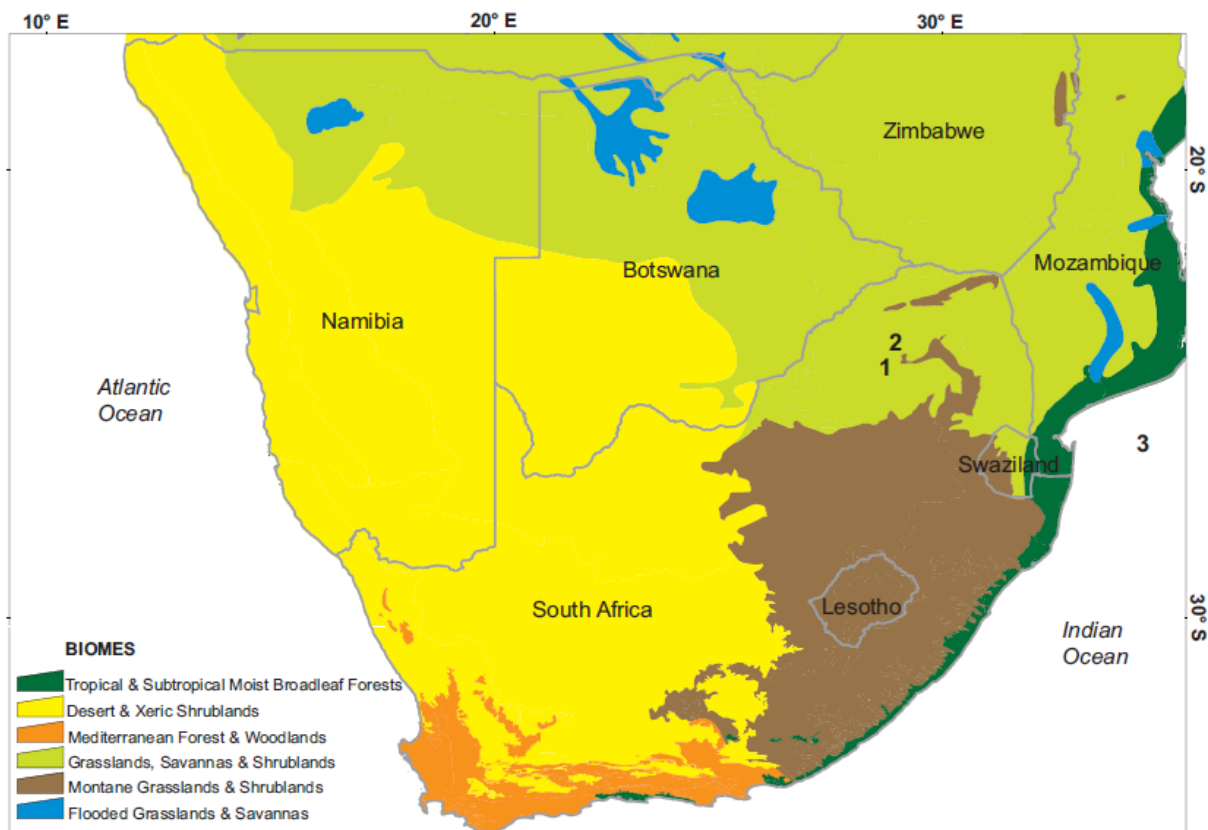 10° E
20° E
30° E
Zimbabwe
20° S
Botswana
Mozambique
Namibia
2
1
Atlantic
Ocean
3
Swaziland
South Africa
Lesotho
30° S
Indian
Ocean
BIOMES
Tropical & Subtropical Moist Broadleaf Forests
Desert & Xeric Shrublands
Mediterranean Forest & Woodlands
Grasslands, Savannas & Shrublands
Montane Grasslands & Shrublands
Flooded Grasslands & Savannas